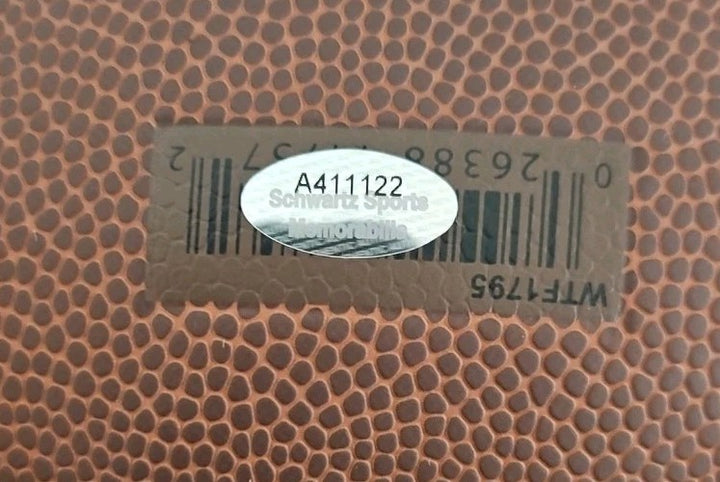 A411122
Schwartz Sports
Memorabilia
WTF1795
0 26388 2